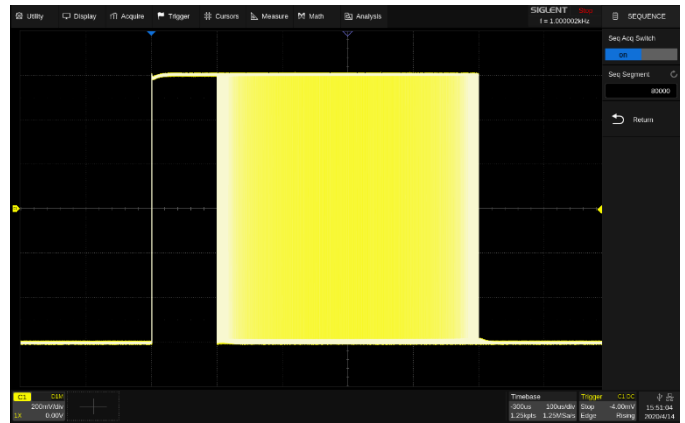 Utility Display Acquire Trigger Cursors Measure Math Analysis
SIGLENT Stop
f = 1.000002kHz
SEQUENCE
Seq Acq Switch
on
Seq Segment
80000
Return
C1 D1M
200mV/div
1X 0.00V
Timebase
-300us 100us/div
1.25kpts 1.25MSa/s
Trigger C1 DC
Stop -4.00mV
Edge Rising
15:51:04
2020/4/14